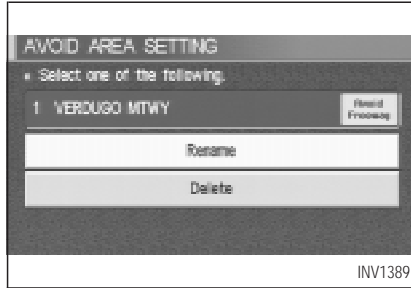 AVOID AREA SETTING
• Select one of the following.
1 VERDUGO MTWY
Avoid
Freeway
Rename
Delete
INV1389